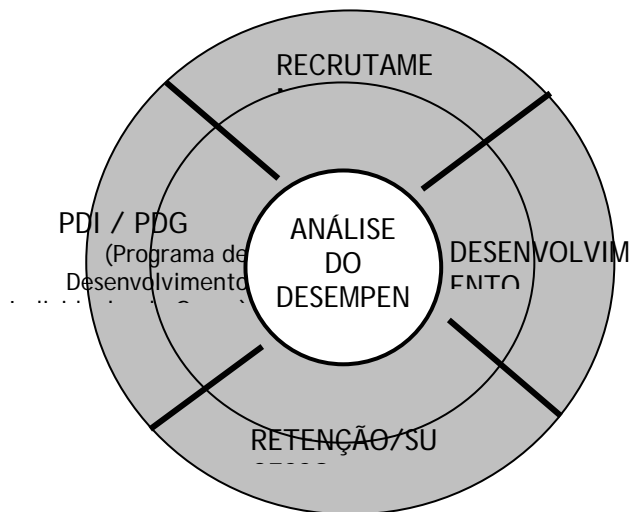 RECRUTAME
PDI / PDG
(Programa de
Desenvolvimento
ANÁLISE
DO
DESEMPEN
DESENVOLVIM
ENTO
RETENÇÃO/SU